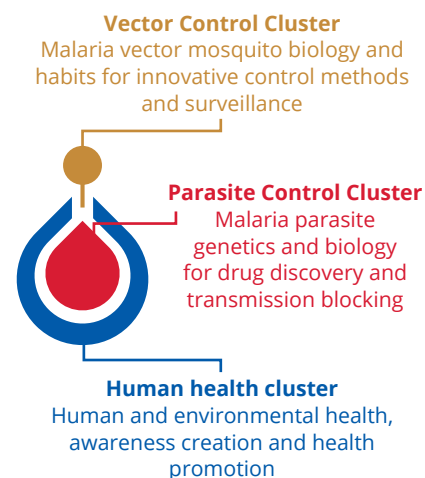 Vector Control Cluster
Malaria vector mosquito biology and
habits for innovative control methods
and surveillance
Parasite Control Cluster
Malaria parasite
genetics and biology
for drug discovery and
transmission blocking
Human health cluster
Human and environmental health,
awareness creation and health
promotion